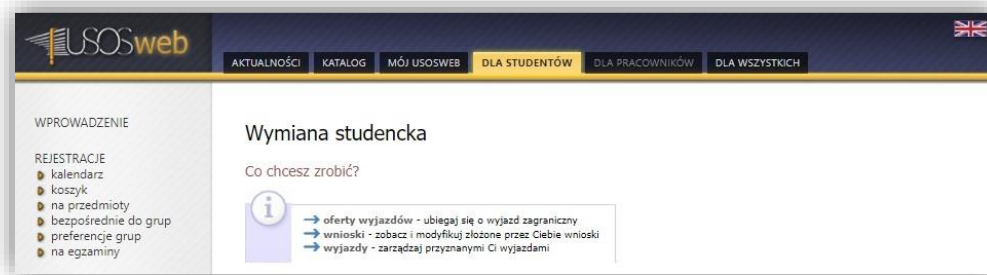 USOSweb
AKTUALNOŚCI KATALOG MÓJ USOSWEB DLA STUDENTÓW DLA PRACOWNIKÓW DLA WSZYSTKICH
WPROWADZENIE
REJESTRACJE
kalendarz
koszyk
na przedmioty
bezpośrednie do grup
preferencje grup
na egzaminy
Wymiana studencka
Co chcesz zrobić?
oferty wyjazdów - ubiegaj się o wyjazd zagraniczny
wnioski - zobacz i modyfikuj złożone przez Ciebie wnioski
wyjazdy - zarządzaj przyznanymi Ci wyjazdami